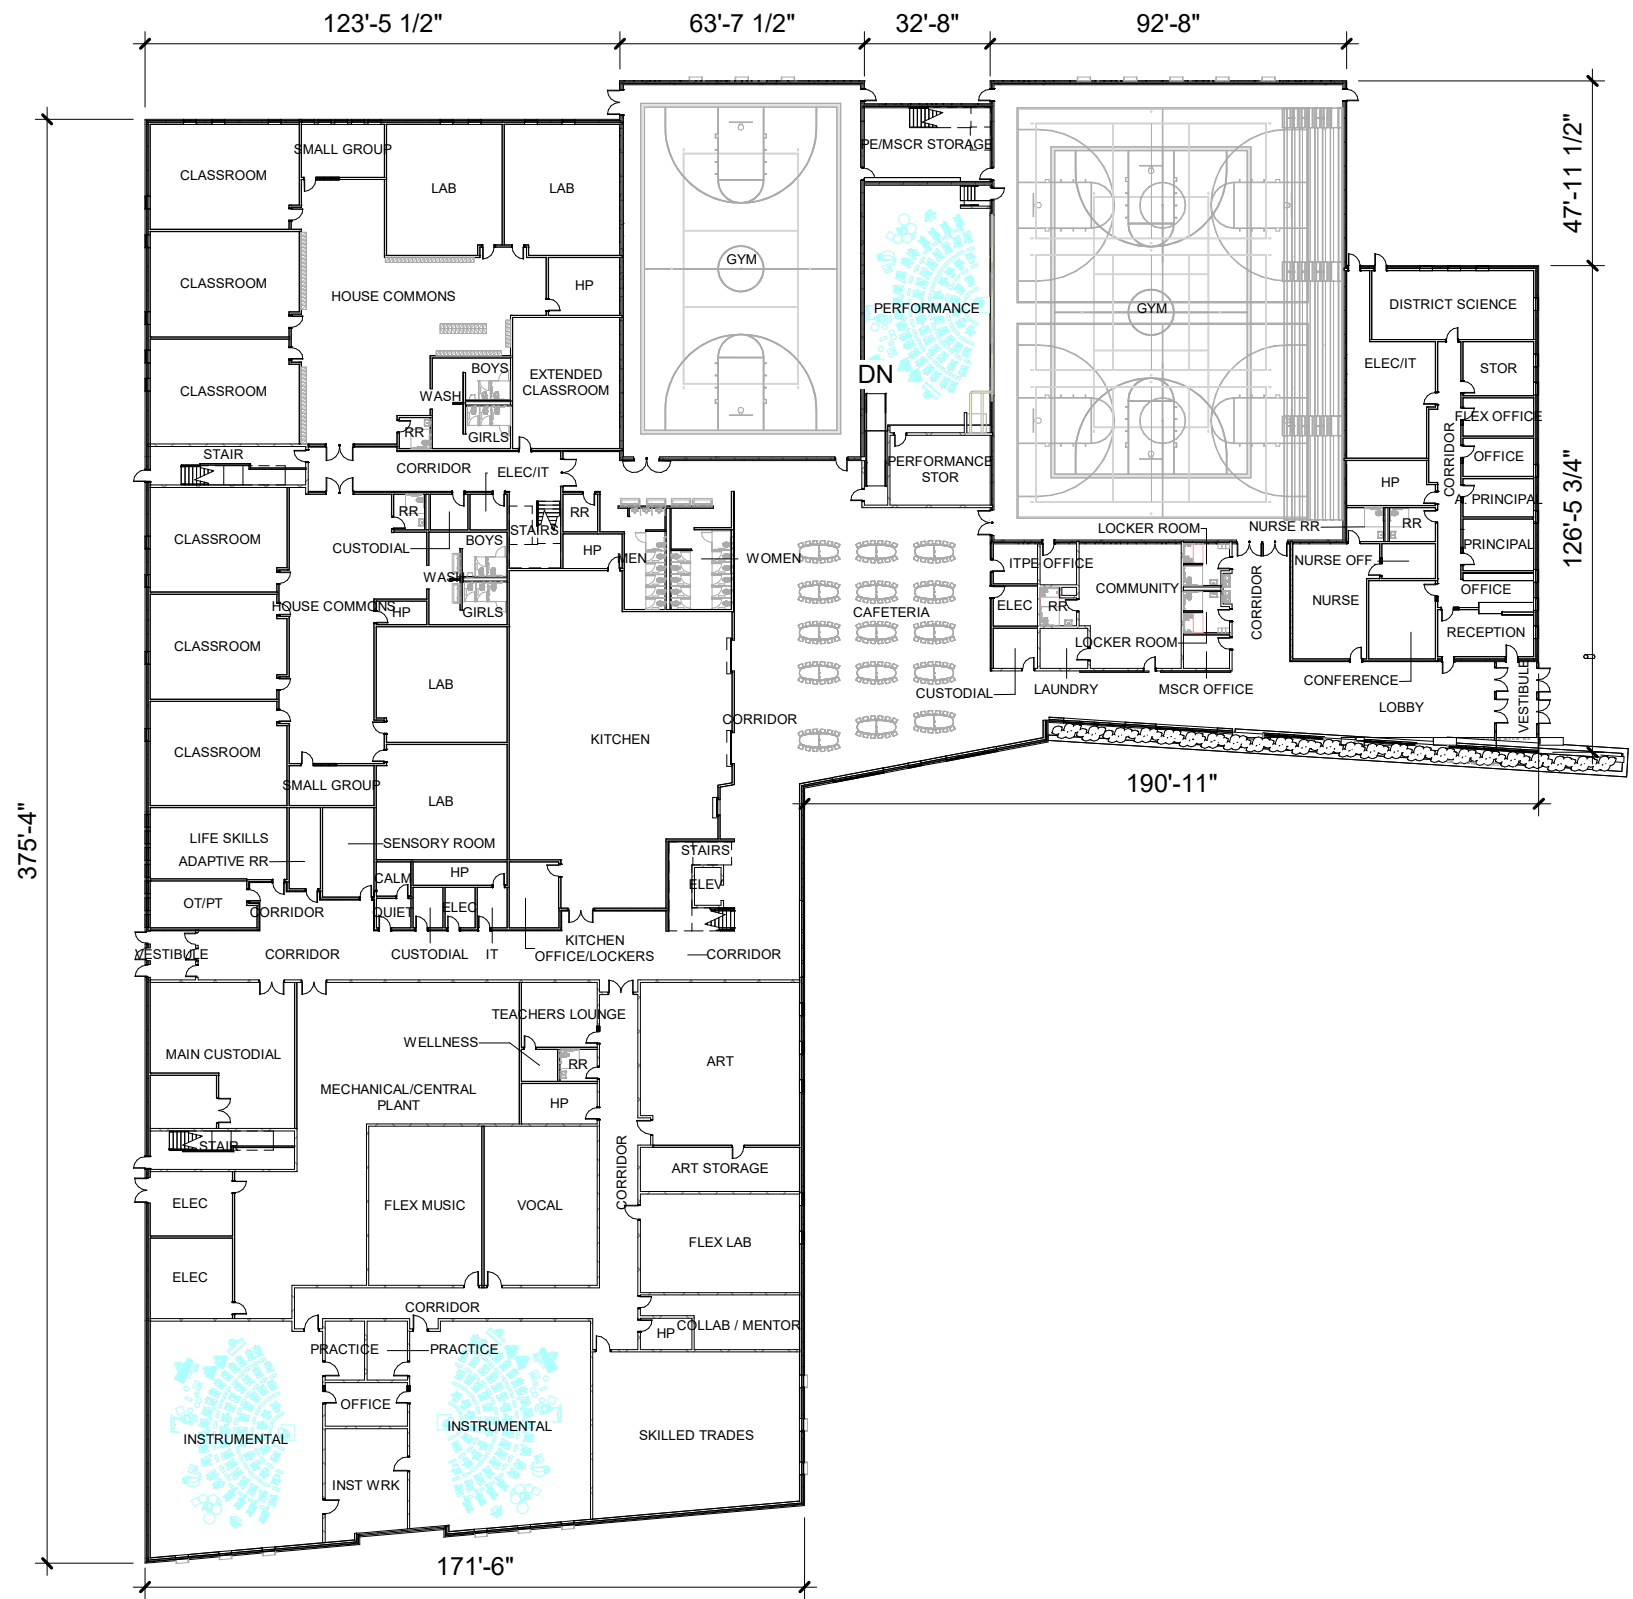 123'-5 1/2"
63'-7 1/2"
32'-8"
92'-8"
47'-11 1/2"
126'-5 3/4"
375'-4"
190'-11"
171'-6"
CLASSROOM
SMALL GROUP
LAB
LAB
PE/MSCR STORAGE
CLASSROOM
HOUSE COMMONS
HP
GYM
PERFORMANCE
GYM
DISTRICT SCIENCE
CLASSROOM
BOYS
WASH
EXTENDED
CLASSROOM
DN
ELEC/IT
STOR
RR
GIRLS
FLEX OFFICE
CORRIDOR
STAIR
CORRIDOR
ELEC/IT
PERFORMANCE
STOR
OFFICE
HP
A. PRINCIPAL
CLASSROOM
RR
CUSTODIAL
BOYS
STAIRS
RR
HP
MEN
WOMEN
LOCKER ROOM
NURSE RR
RR
PRINCIPAL
WASH
ITPE OFFICE
COMMUNITY
NURSE OFF.
OFFICE
HOUSE COMMONS
HP
GIRLS
CAFETERIA
ELEC
RR
CORRIDOR
NURSE
RECEPTION
CLASSROOM
LOCKER ROOM
LAB
CUSTODIAL
LAUNDRY
MSCR OFFICE
CONFERENCE
LOBBY
VESTIBULE
CORRIDOR
KITCHEN
CLASSROOM
SMALL GROUP
LAB
LIFE SKILLS
SENSORY ROOM
ADAPTIVE RR
STAIRS
CALM
HP
ELEV
OT/PT
CORRIDOR
QUIET
ELEC
VESTIBULE
CORRIDOR
CUSTODIAL
IT
KITCHEN
OFFICE/LOCKERS
CORRIDOR
TEACHERS LOUNGE
WELLNESS
RR
MAIN CUSTODIAL
ART
MECHANICAL/CENTRAL
PLANT
HP
STAIR
CORRIDOR
ART STORAGE
ELEC
FLEX MUSIC
VOCAL
FLEX LAB
ELEC
CORRIDOR
HP
COLLAB / MENTOR
PRACTICE
PRACTICE
OFFICE
INSTRUMENTAL
INSTRUMENTAL
SKILLED TRADES
INST WRK